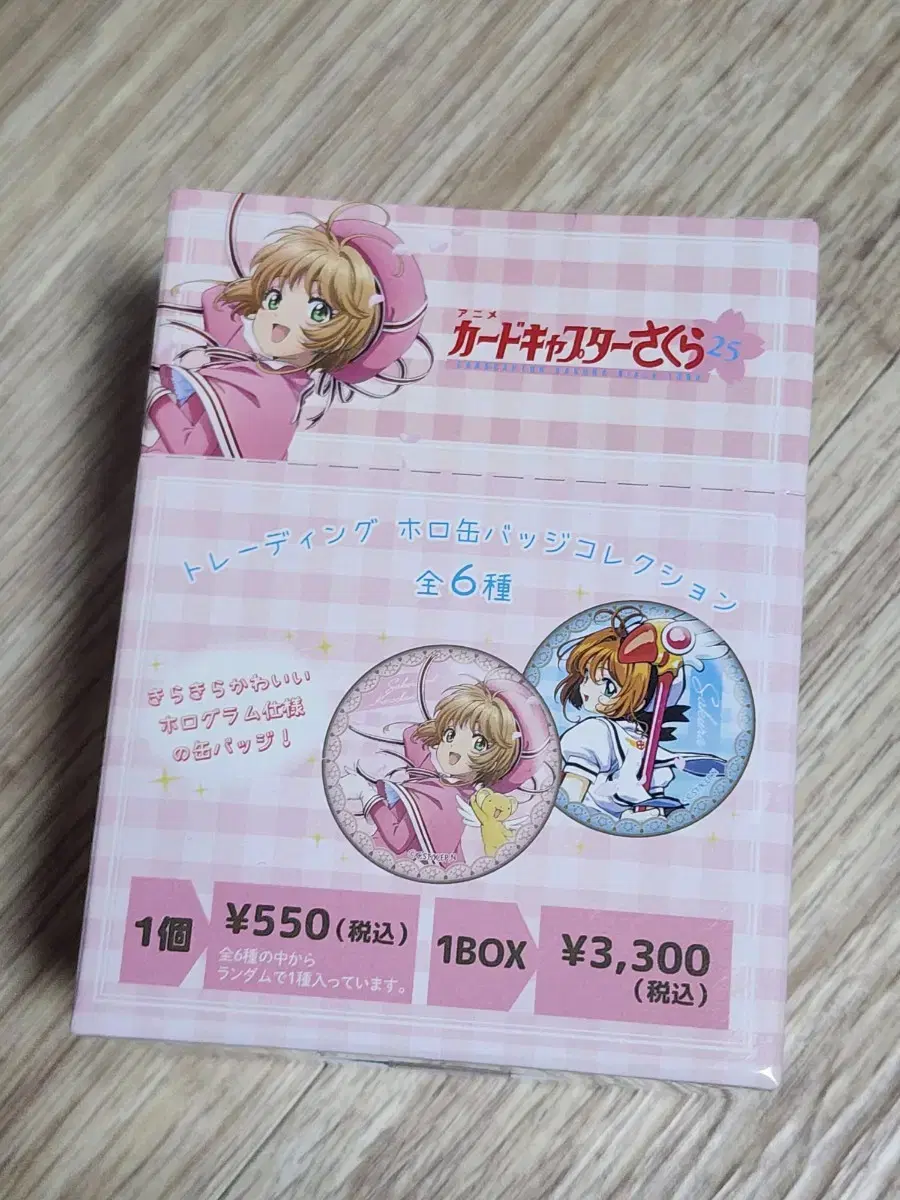 アニメ
カードキャプターさくら25
トレーディング ホロ缶バッジコレクション
全6種
きらきらかわいい
ホログラム仕様
の缶バッジ！
1個
¥550(税込)
全6種の中から
ランダムで1種入っています。
1BOX
¥3,300
(税込)